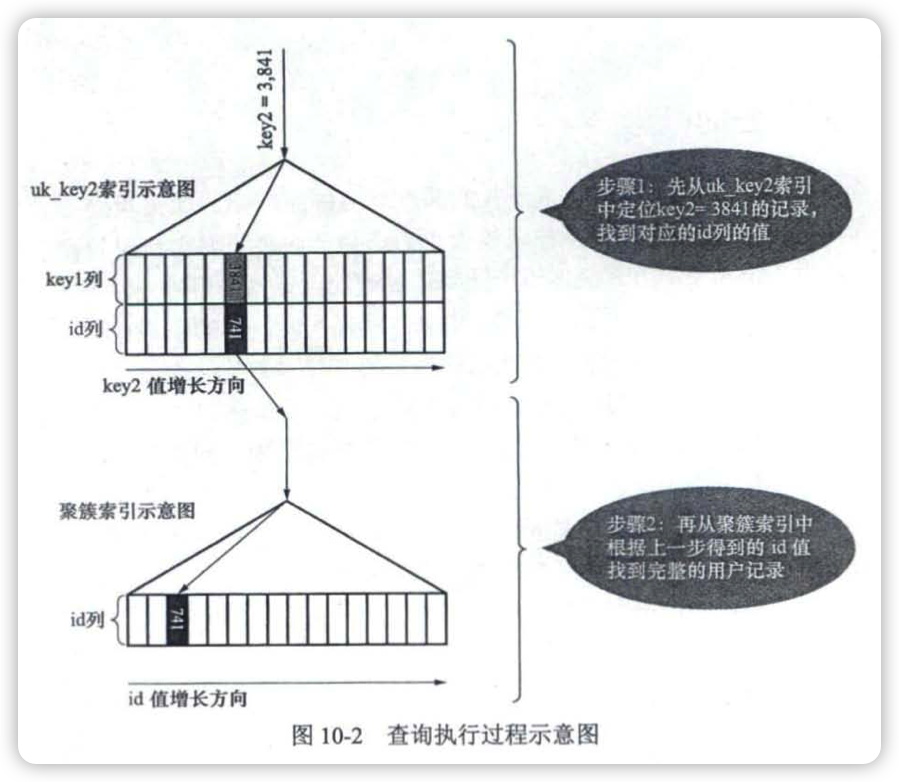 key2 = 3,841
uk_key2索引示意图
步骤1：先从uk_key2索引
中定位key2= 3841的记录，
找到对应的id列的值
key1列
3841
id列
741
key2 值增长方向
聚簇索引示意图
步骤2：再从聚簇索引中
根据上一步得到的 id 值
找到完整的用户记录
id列
741
id 值增长方向
图 10-2 查询执行过程示意图